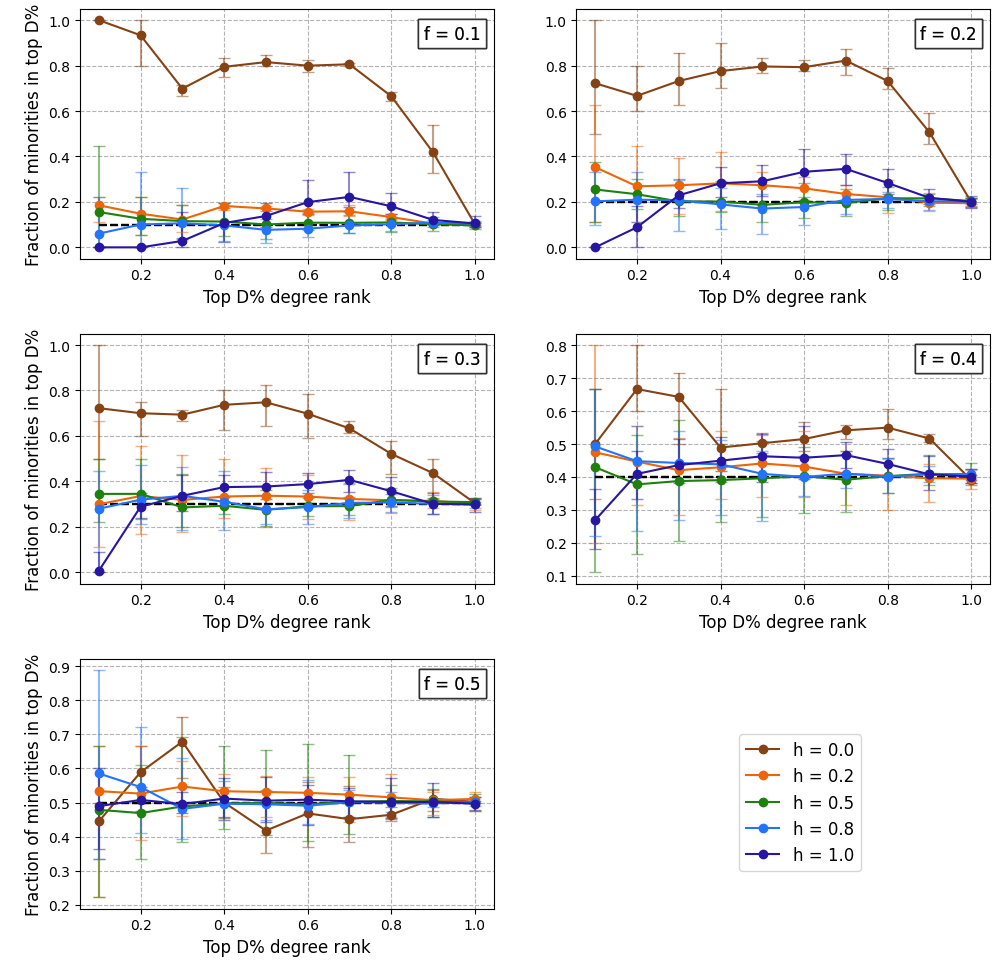 f = 0.1
Fraction of minorities in top D%
1.0
0.8
0.6
0.4
0.2
0.0
0.2 0.4 0.6 0.8 1.0
Top D% degree rank
f = 0.2
1.0
0.8
0.6
0.4
0.2
0.0
0.2 0.4 0.6 0.8 1.0
Top D% degree rank
f = 0.3
Fraction of minorities in top D%
1.0
0.8
0.6
0.4
0.2
0.0
0.2 0.4 0.6 0.8 1.0
Top D% degree rank
f = 0.4
0.8
0.7
0.6
0.5
0.4
0.3
0.2
0.1
0.2 0.4 0.6 0.8 1.0
Top D% degree rank
f = 0.5
Fraction of minorities in top D%
0.9
0.8
0.7
0.6
0.5
0.4
0.3
0.2
0.2 0.4 0.6 0.8 1.0
Top D% degree rank
h = 0.0
h = 0.2
h = 0.5
h = 0.8
h = 1.0